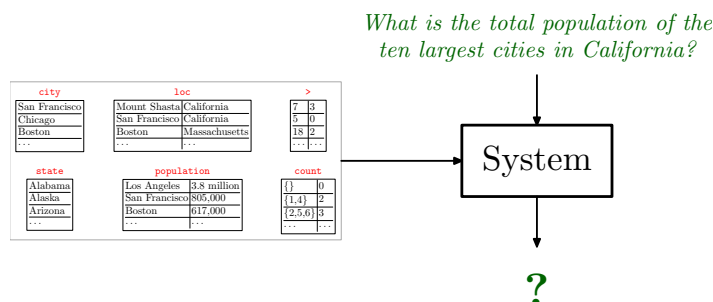 What is the total population of the
ten largest cities in California?
city
San Francisco
Chicago
Boston
...
loc
Mount Shasta California
San Francisco California
Boston Massachusetts
... ...
>
7 3
5 0
18 2
... ...
state
Alabama
Alaska
Arizona
...
population
Los Angeles 3.8 million
San Francisco 805,000
Boston 617,000
... ...
count
{} 0
{1,4} 2
{2,5,6} 3
... ...
System
?